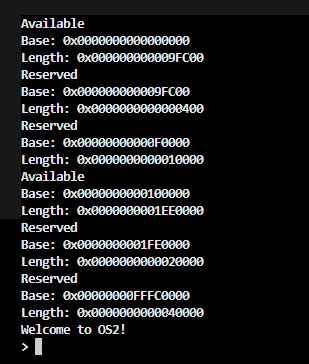 Available
Base: 0x0000000000000000
Length: 0x000000000009FC00
Reserved
Base: 0x000000000009FC00
Length: 0x0000000000000400
Reserved
Base: 0x00000000000F0000
Length: 0x0000000000010000
Available
Base: 0x0000000000100000
Length: 0x0000000001EE0000
Reserved
Base: 0x0000000001FE0000
Length: 0x0000000000020000
Reserved
Base: 0x00000000FFFC0000
Length: 0x0000000000040000
Welcome to OS2!
>